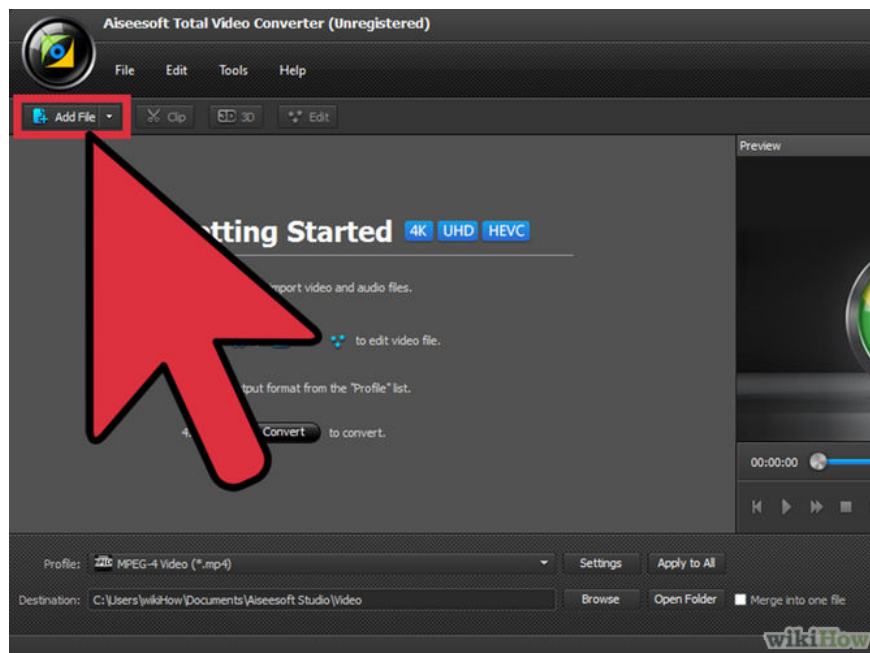 Aiseesoft Total Video Converter (Unregistered)
File Edit Tools Help
Add File Clip 3D Edit
Preview
tting Started 4K UHD HEVC
import video and audio files.
to edit video file.
tput format from the "Profile" list.
4. Convert to convert.
00:00:00
Profile: MPEG-4 Video (*.mp4) Settings Apply to All
Destination: C:\Users\wikiHow\Documents\Aiseesoft Studio\Video Browse Open Folder Merge into one file
wikiHow